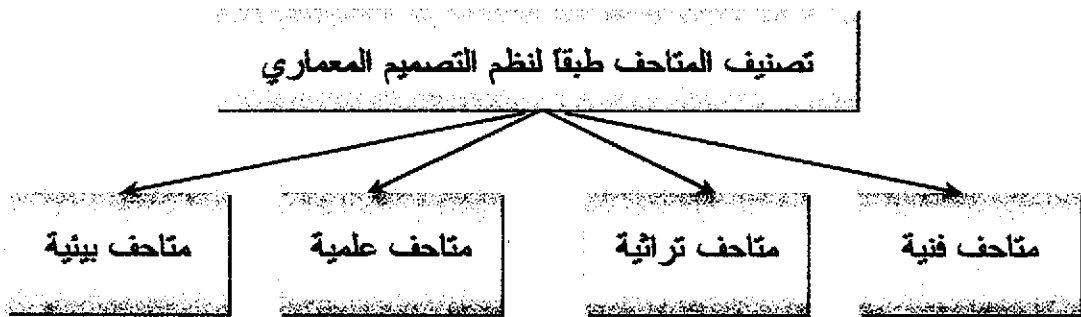 تصنيف المتاحف طبقاً لنظم التصميم المعماري
متاحف فنية
متاحف تراثية
متاحف علمية
متاحف بيئية